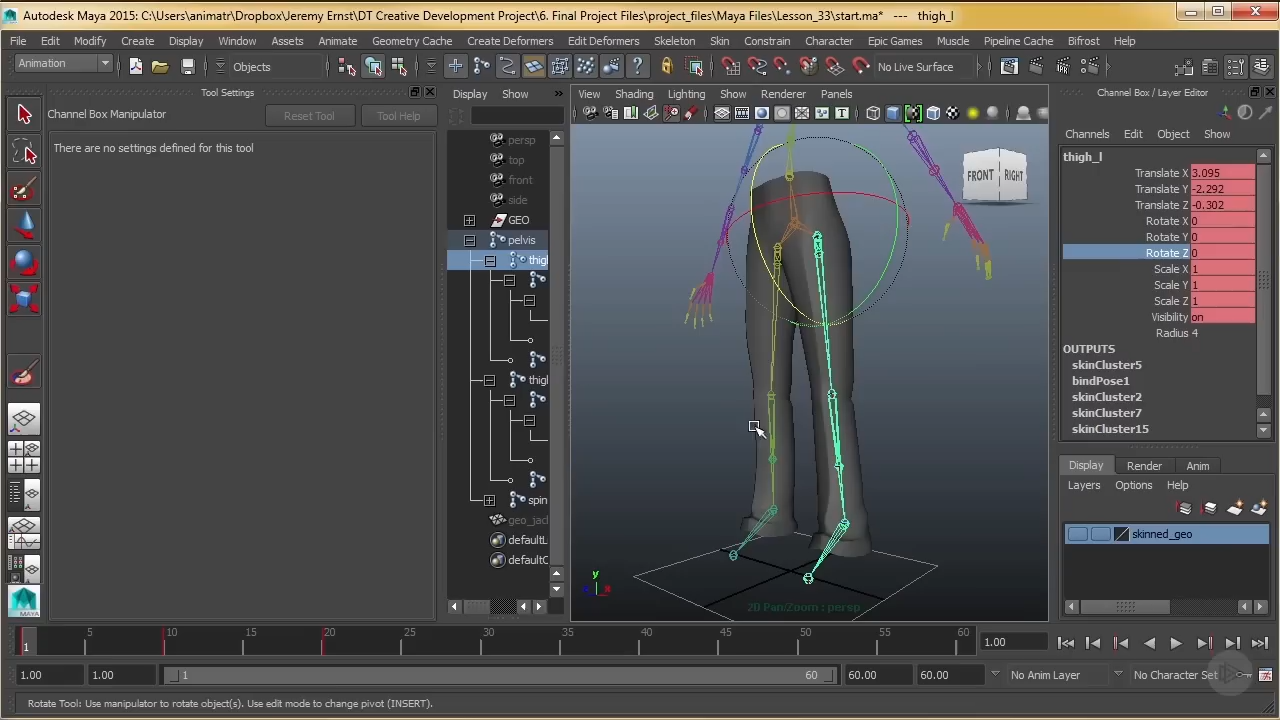 Autodesk Maya 2015: C:\Users\animatr\Dropbox\Jeremy Ernst\DT Creative Development Project\6. Final Project Files\project_files\Maya Files\Lesson_33\start.ma* --- thigh_l
File Edit Modify Create Display Window Assets Animate Geometry Cache Create Deformers Edit Deformers Skeleton Skin Constrain Character Epic Games Muscle Pipeline Cache Bifrost Help
Animation Objects No Live Surface
Tool Settings
Channel Box Manipulator Reset Tool Tool Help
There are no settings defined for this tool
Display Show »
persp
top
front
side
GEO
pelvis
thigl
thigl
spin
geo_jacl
defaultL
defaultC
View Shading Lighting Show Renderer Panels
FRONT RIGHT
y
x
2D Pan/Zoom : persp
Channel Box / Layer Editor
Channels Edit Object Show
thigh_l
Translate X 3.095
Translate Y -2.292
Translate Z -0.302
Rotate X 0
Rotate Y 0
Rotate Z 0
Scale X 1
Scale Y 1
Scale Z 1
Visibility on
Radius 4
OUTPUTS
skinCluster5
bindPose1
skinCluster2
skinCluster7
skinCluster15
Display Render Anim
Layers Options Help
skinned_geo
MAYA
1 5 10 15 20 25 30 35 40 45 50 55 60 1.00
1.00 1.00 1 60 60.00 60.00 No Anim Layer No Character Set
Rotate Tool: Use manipulator to rotate object(s). Use edit mode to change pivot (INSERT).